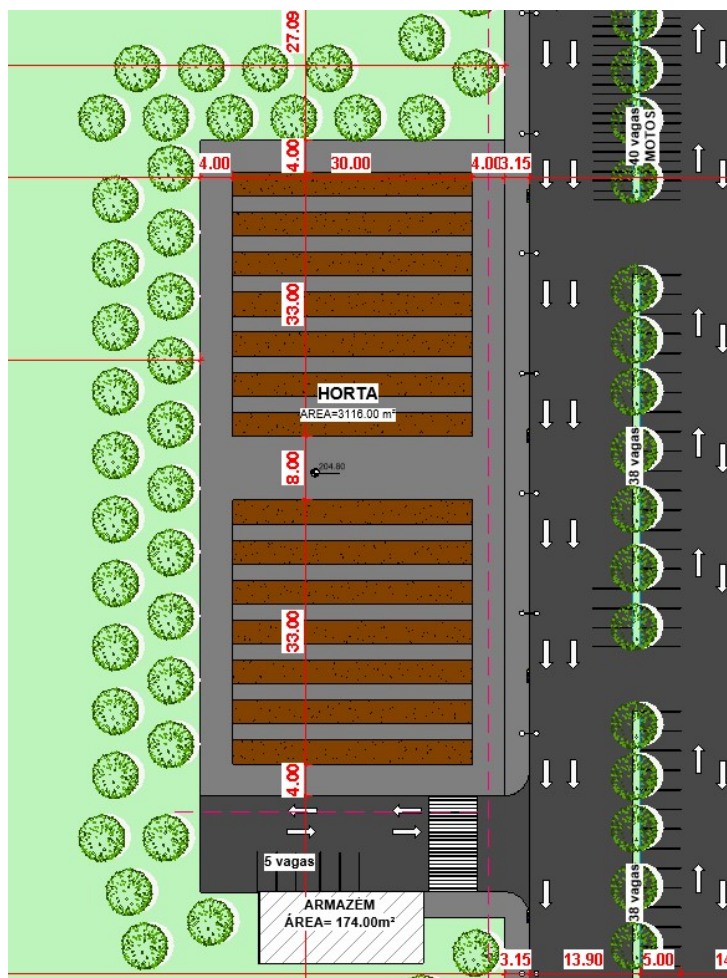 27.09
4.00
4.00
30.00
4.00
3.15
40 vagas
MOTOS
33.00
HORTA
AREA=3116.00 m²
8.00
204.80
38 vagas
33.00
4.00
5 vagas
ARMAZÉM
ÁREA= 174.00m²
38 vagas
3.15
13.90
5.00